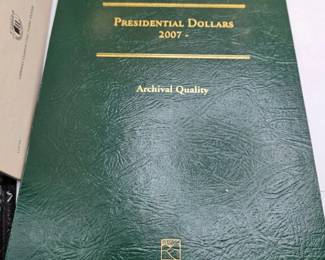 PRESIDENTIAL DOLLARS
2007 -
Archival Quality